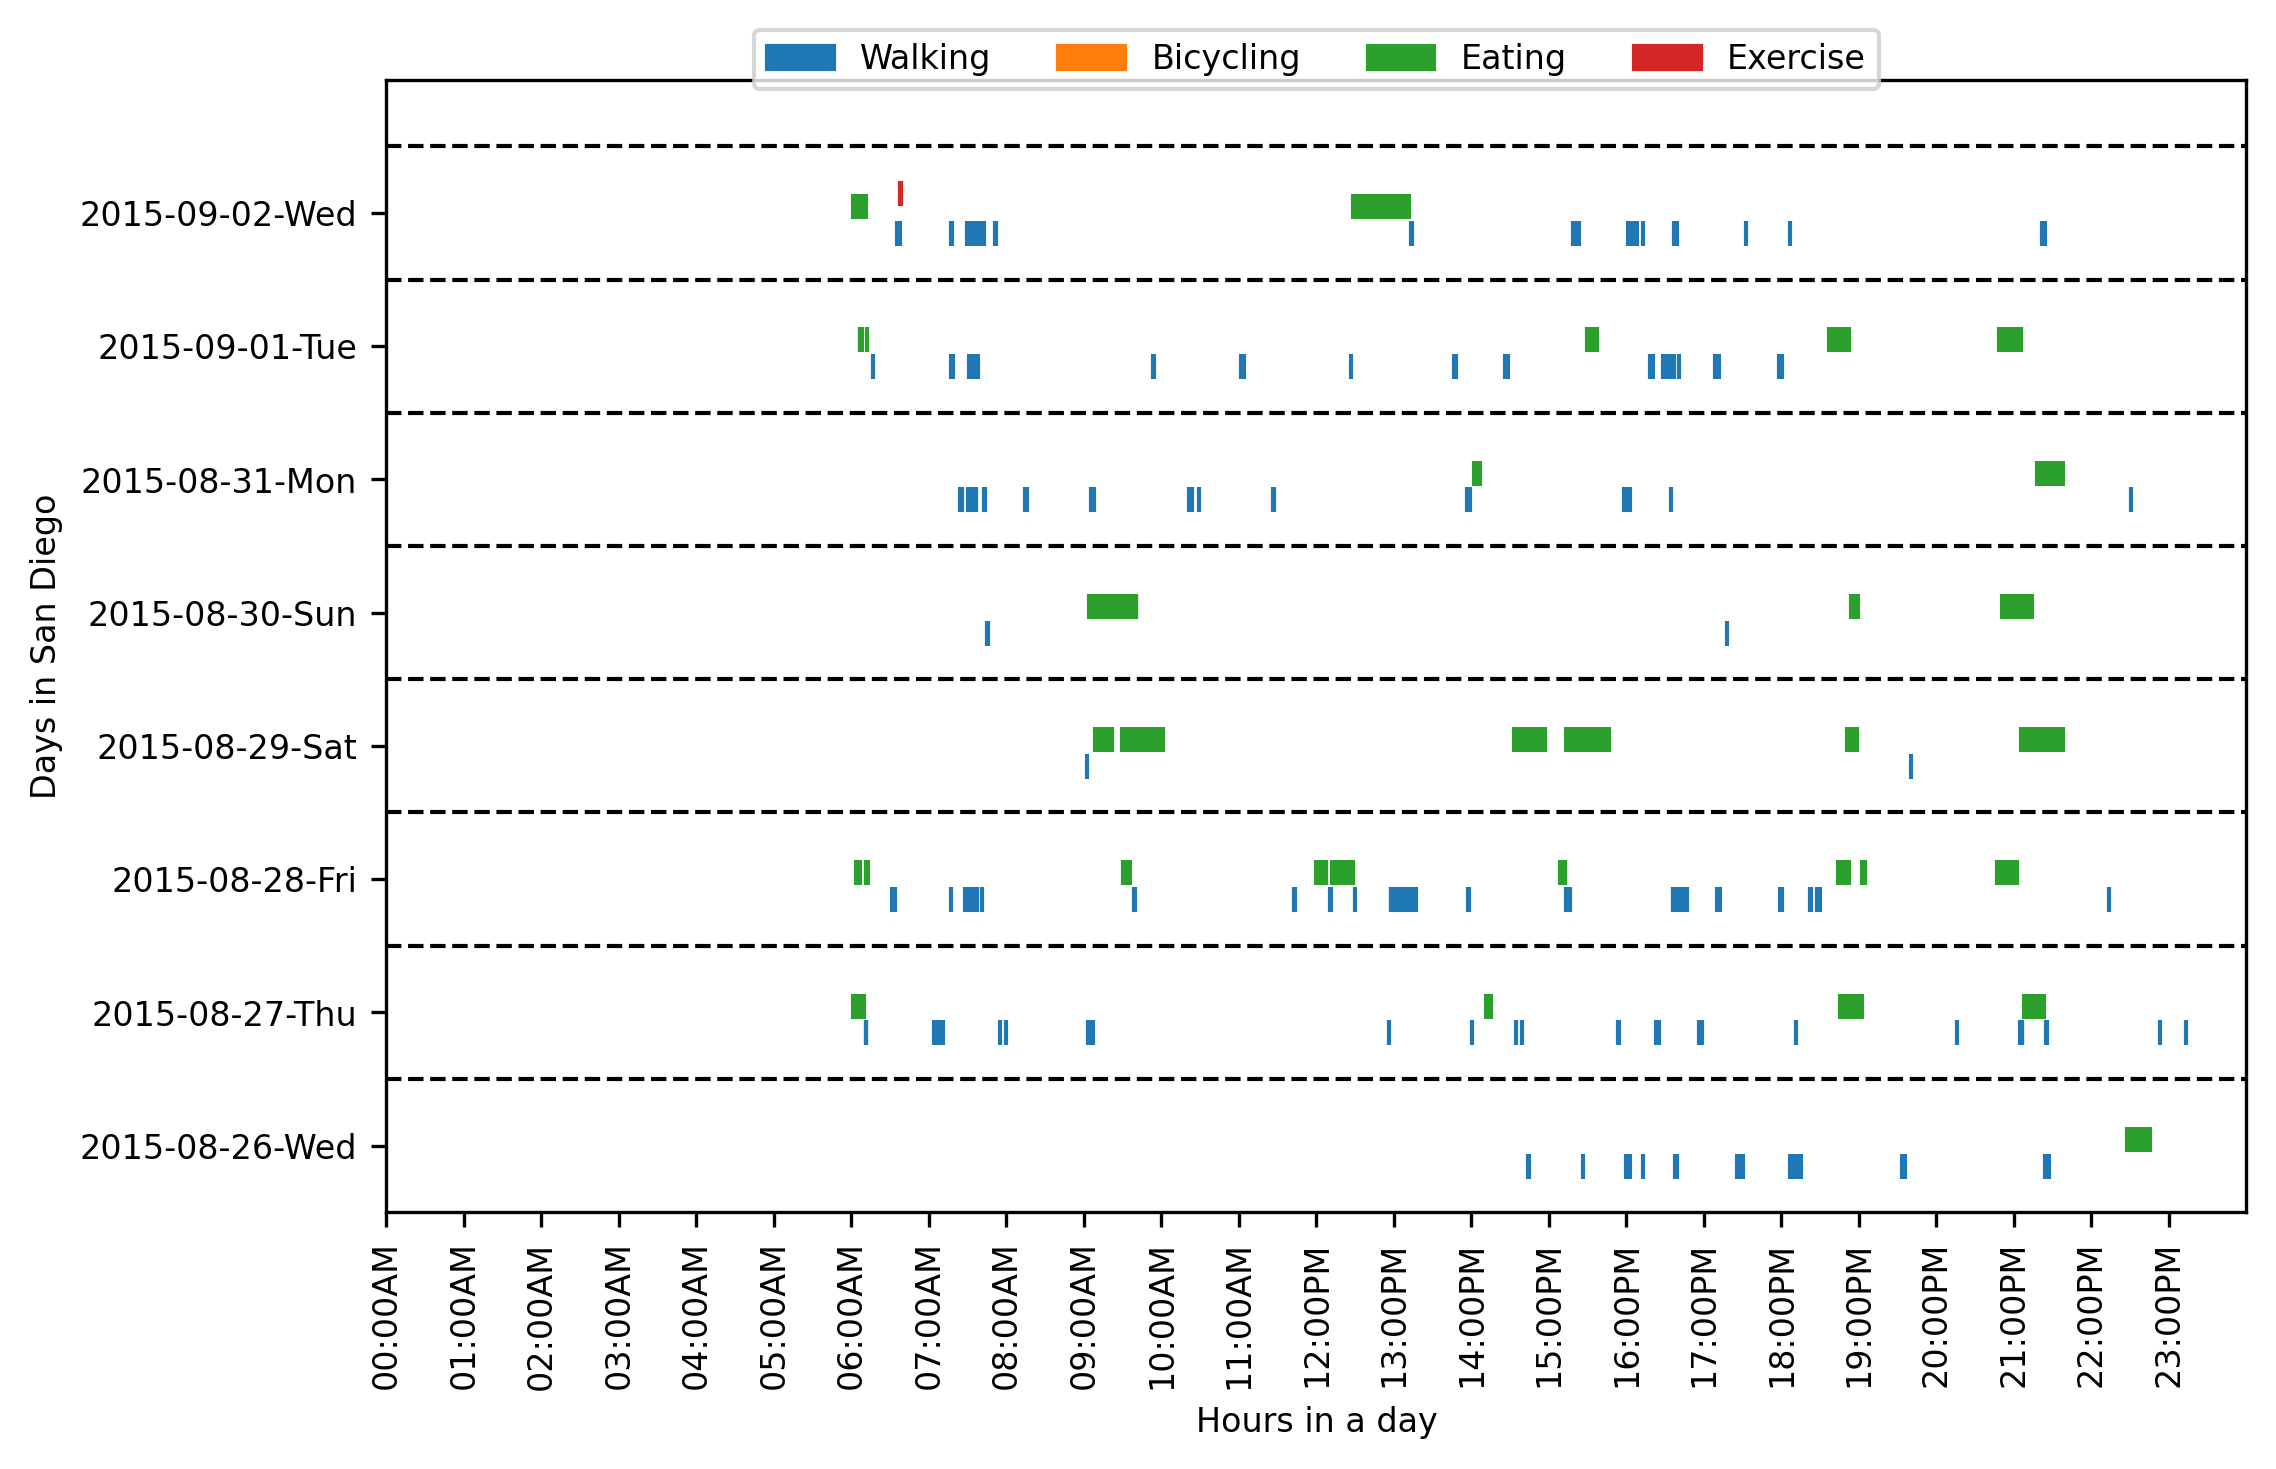 Walking Bicycling Eating Exercise
Days in San Diego
2015-09-02-Wed
2015-09-01-Tue
2015-08-31-Mon
2015-08-30-Sun
2015-08-29-Sat
2015-08-28-Fri
2015-08-27-Thu
2015-08-26-Wed
00:00AM
01:00AM
02:00AM
03:00AM
04:00AM
05:00AM
06:00AM
07:00AM
08:00AM
09:00AM
10:00AM
11:00AM
12:00PM
13:00PM
14:00PM
15:00PM
16:00PM
17:00PM
18:00PM
19:00PM
20:00PM
21:00PM
22:00PM
23:00PM
Hours in a day